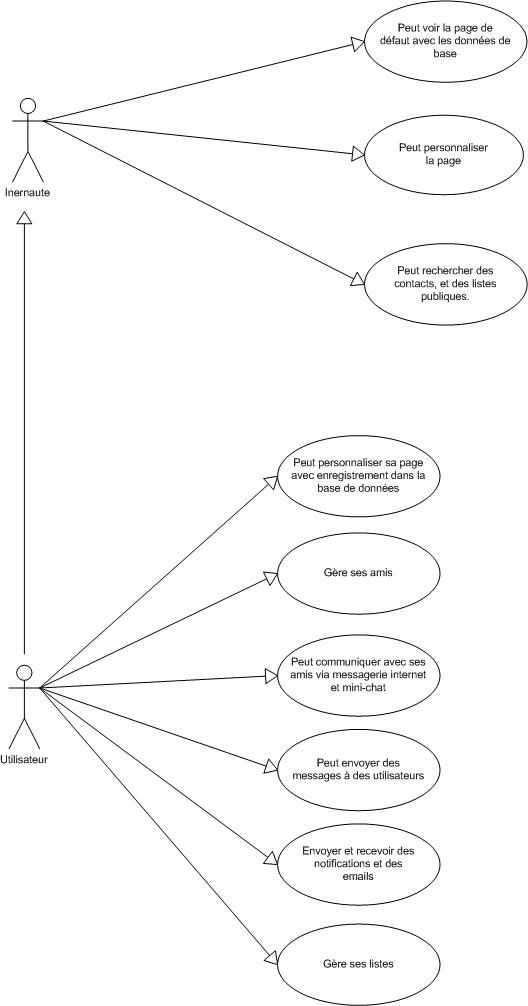 Peut voir la page de
défaut avec les données de
base
Peut personnaliser
la page
Inernaute
Peut rechercher des
contacts, et des listes
publiques.
Peut personnaliser sa page
avec enregistrement dans la
base de données
Gère ses amis
Peut communiquer avec ses
amis via messagerie internet
et mini-chat
Utilisateur
Peut envoyer des
messages à des utilisateurs
Envoyer et recevoir des
notifications et des
emails
Gère ses listes